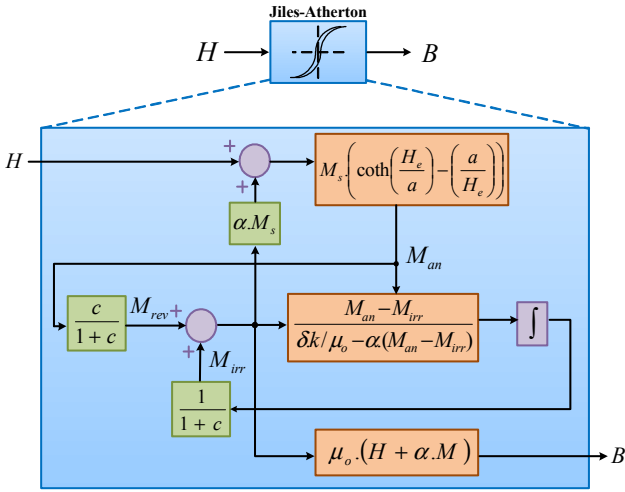 Jiles-Atherton
H
B
H
+
+
M_s.(coth(H_e/a)-(a/H_e))
α.M_s
M_an
c/(1+c)
M_rev
+
+
M_irr
(M_an-M_irr)/(δk/μ_o-α(M_an-M_irr))
∫
1/(1+c)
μ_o.(H+α.M)
B